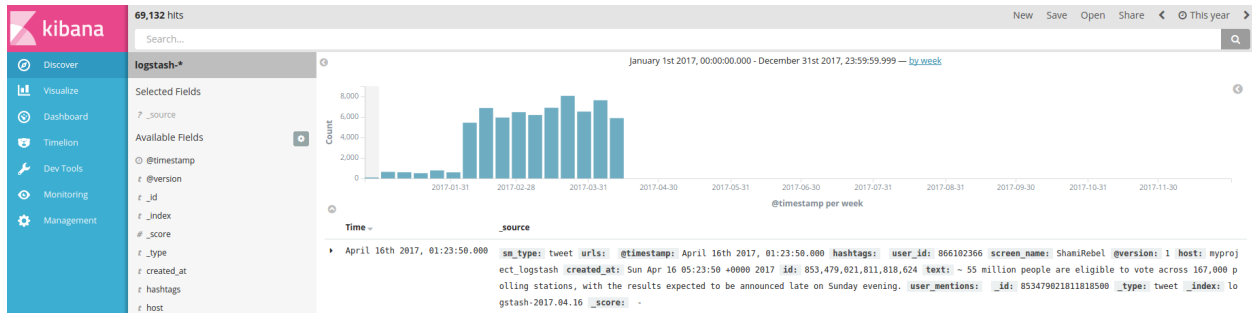 kibana
Discover
Visualize
Dashboard
Timelion
Dev Tools
Monitoring
Management
69,132 hits
New Save Open Share This year
Search...
logstash-*
Selected Fields
? _source
Available Fields
@timestamp
t @version
t _id
t _index
# _score
t _type
t created_at
t hashtags
t host
January 1st 2017, 00:00:00.000 - December 31st 2017, 23:59:59.999 — by week
Count
8,000
6,000
4,000
2,000
0
2017-01-31 2017-02-28 2017-03-31 2017-04-30 2017-05-31 2017-06-30 2017-07-31 2017-08-31 2017-09-30 2017-10-31 2017-11-30
@timestamp per week
Time _source
April 16th 2017, 01:23:50.000 sm_type: tweet urls: @timestamp: April 16th 2017, 01:23:50.000 hashtags: user_id: 866102366 screen_name: ShamiRebel @version: 1 host: myproj
ect_logstash created_at: Sun Apr 16 05:23:50 +0000 2017 id: 853,479,021,811,818,624 text: ~ 55 million people are eligible to vote across 167,000 p
olling stations, with the results expected to be announced late on Sunday evening. user_mentions: _id: 853479021811818500 _type: tweet _index: lo
gstash-2017.04.16 _score: -